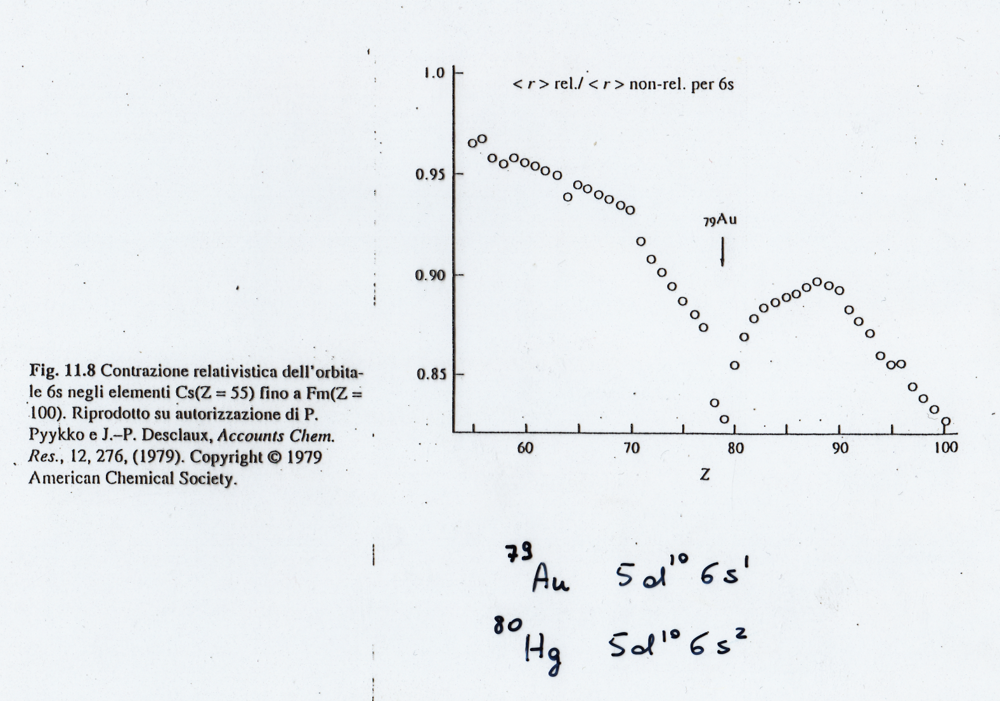 1.0
< r > rel./ < r > non-rel. per 6s
0.95
79Au
0.90
0.85
60 70 80 90 100
Z
Fig. 11.8 Contrazione relativistica dell'orbita-
le 6s negli elementi Cs(Z = 55) fino a Fm(Z =
100). Riprodotto su autorizzazione di P.
Pyykko e J.–P. Desclaux, Accounts Chem.
Res., 12, 276, (1979). Copyright © 1979
American Chemical Society.
79Au 5d10 6s1
80Hg 5d10 6s2